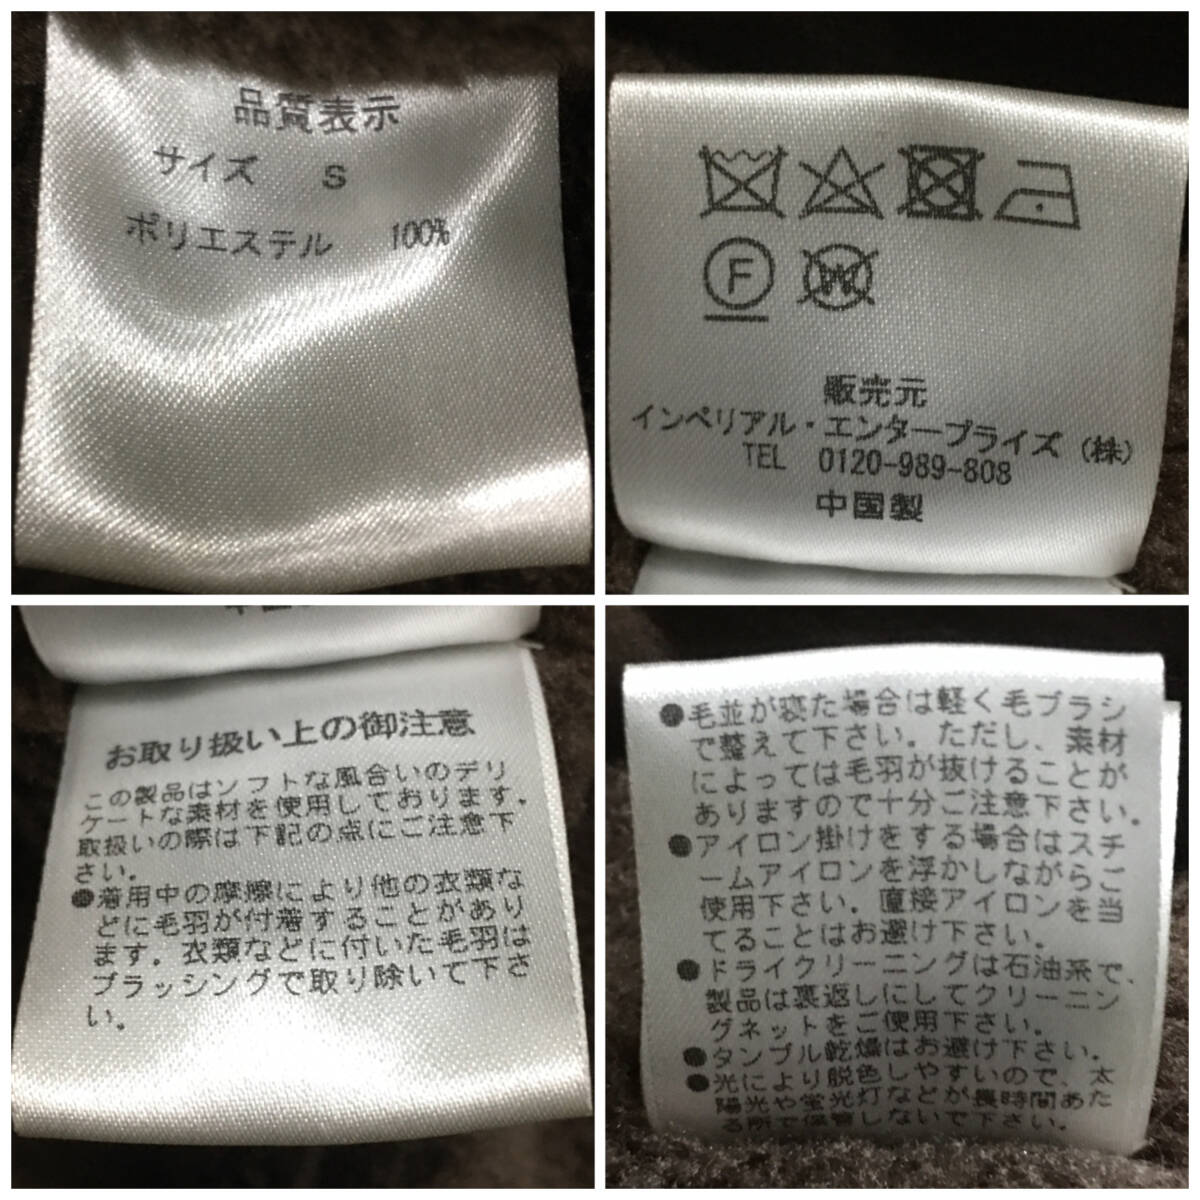 品質表示
サイズ S
ポリエステル 100%
F
W
販売元
インペリアル・エンタープライズ(株)
TEL 0120-989-808
中国製
お取り扱い上の御注意
この製品はソフトな風合いのデリ
ケートな素材を使用しております。
取扱いの際は下記の点にご注意下
さい。
●着用中の摩擦により他の衣類な
どに毛羽が付着することがあり
ます。衣類などに付いた毛羽は
ブラッシングで取り除いて下さ
い。
●毛並が寝た場合は軽く毛ブラシ
で整えて下さい。ただし、素材
によっては毛羽が抜けることが
ありますので十分ご注意下さい。
●アイロン掛けをする場合はスチ
ームアイロンを浮かしながらご
使用下さい。直接アイロンを当
てることはお避け下さい。
●ドライクリーニングは石油系で、
製品は裏返しにしてクリーニン
グネットをご使用下さい。
●タンブル乾燥はお避け下さい。
●光により脱色しやすいので、太
陽光や蛍光灯などが長時間あた
る所で保管しないで下さい。